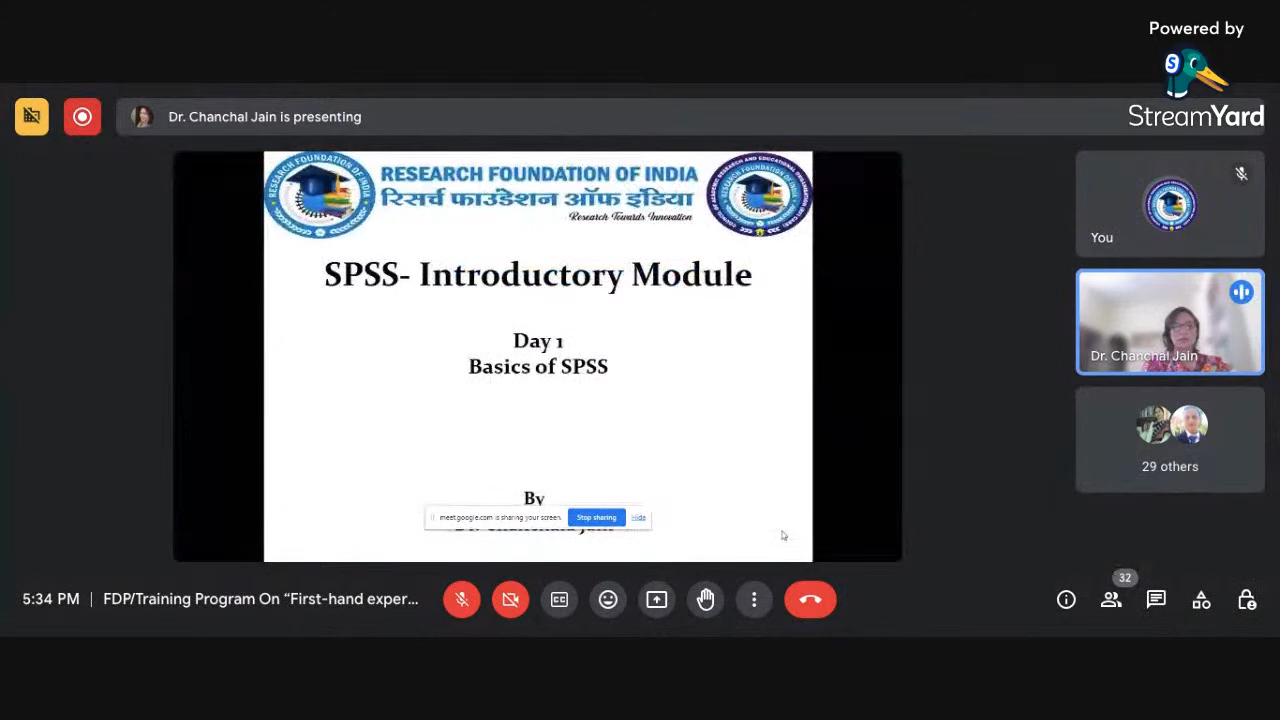 Powered by
StreamYard
Dr. Chanchal Jain is presenting
RESEARCH FOUNDATION OF INDIA
रिसर्च फाउंडेशन ऑफ इंडिया
Research Towards Innovation
SPSS- Introductory Module
Day 1
Basics of SPSS
By
meet.google.com is sharing your screen.
Stop sharing
Hide
You
Dr. Chanchal Jain
29 others
32
5:34 PM
FDP/Training Program On “First-hand exper...